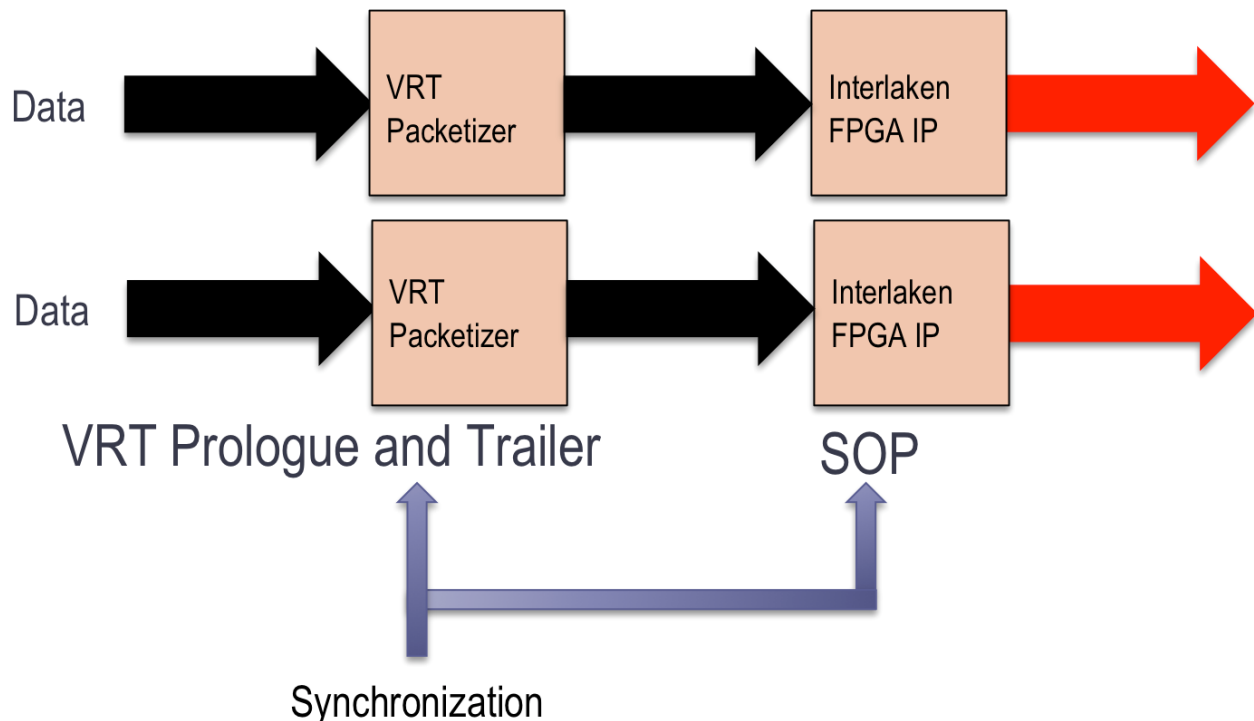 Data
VRT
Packetizer
Interlaken
FPGA IP
Data
VRT
Packetizer
Interlaken
FPGA IP
VRT Prologue and Trailer
SOP
Synchronization